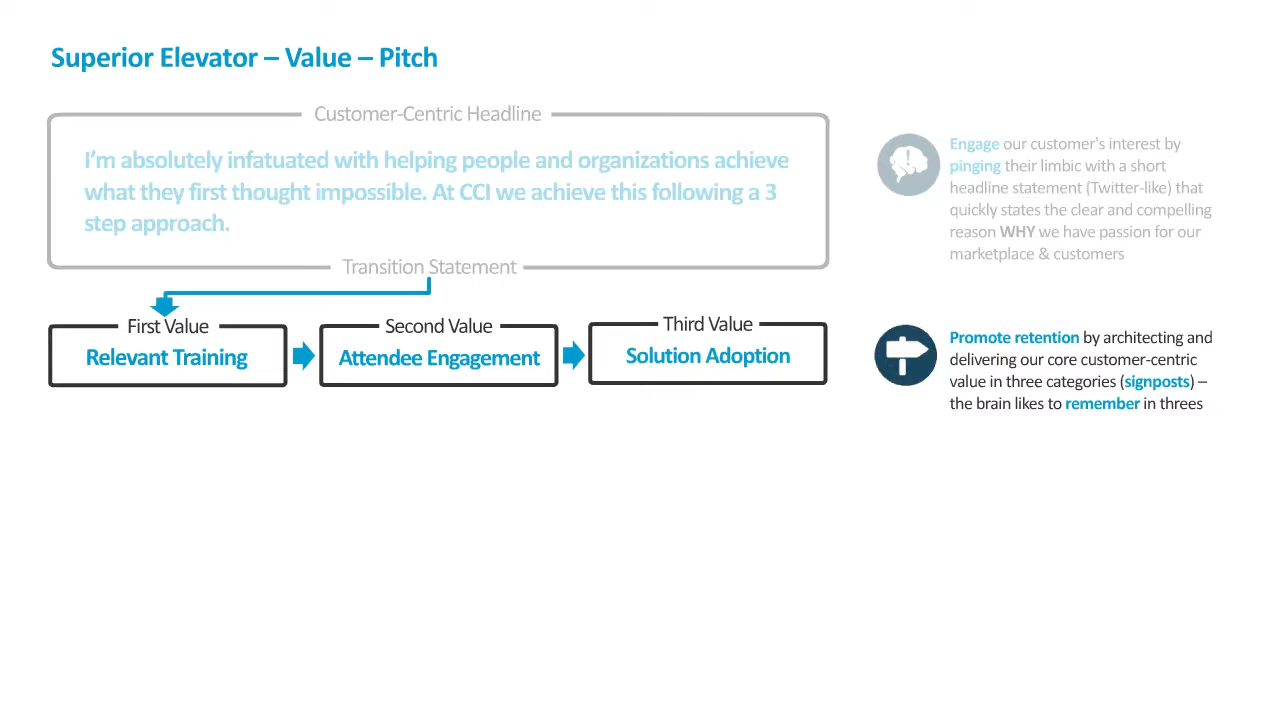 Superior Elevator – Value – Pitch
Customer-Centric Headline
I’m absolutely infatuated with helping people and organizations achieve
what they first thought impossible. At CCI we achieve this following a 3
step approach.
Transition Statement
Engage our customer's interest by
pinging their limbic with a short
headline statement (Twitter-like) that
quickly states the clear and compelling
reason WHY we have passion for our
marketplace & customers
First Value
Relevant Training
Second Value
Attendee Engagement
Third Value
Solution Adoption
Promote retention by architecting and
delivering our core customer-centric
value in three categories (signposts) –
the brain likes to remember in threes